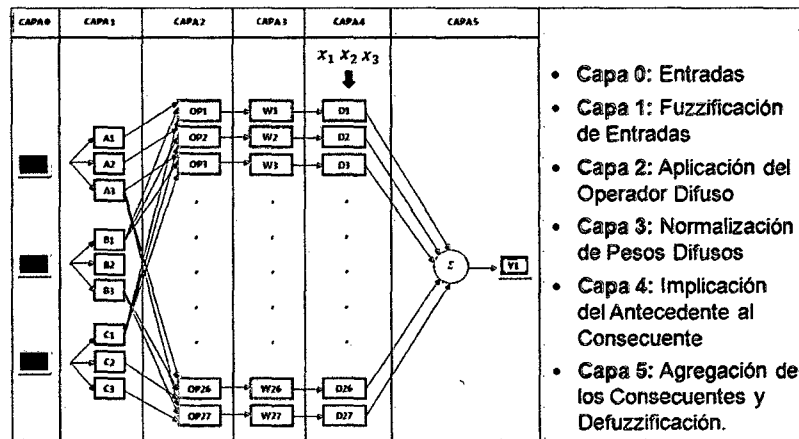 CAPA0 CAPA1 CAPA2 CAPA3 CAPA4 CAPA5
x₁ x₂ x₃
OP1 W1 D1
A1 OP2 W2 D2
A2 OP3 W3 D3
A3
B1
B2 Σ Y1
B3
C1
C2 OP26 W26 D26
C3 OP27 W27 D27
• Capa 0: Entradas
• Capa 1: Fuzzificación
de Entradas
• Capa 2: Aplicación del
Operador Difuso
• Capa 3: Normalización
de Pesos Difusos
• Capa 4: Implicación
del Antecedente al
Consecuente
• Capa 5: Agregación de
los Consecuentes y
Defuzzificación.